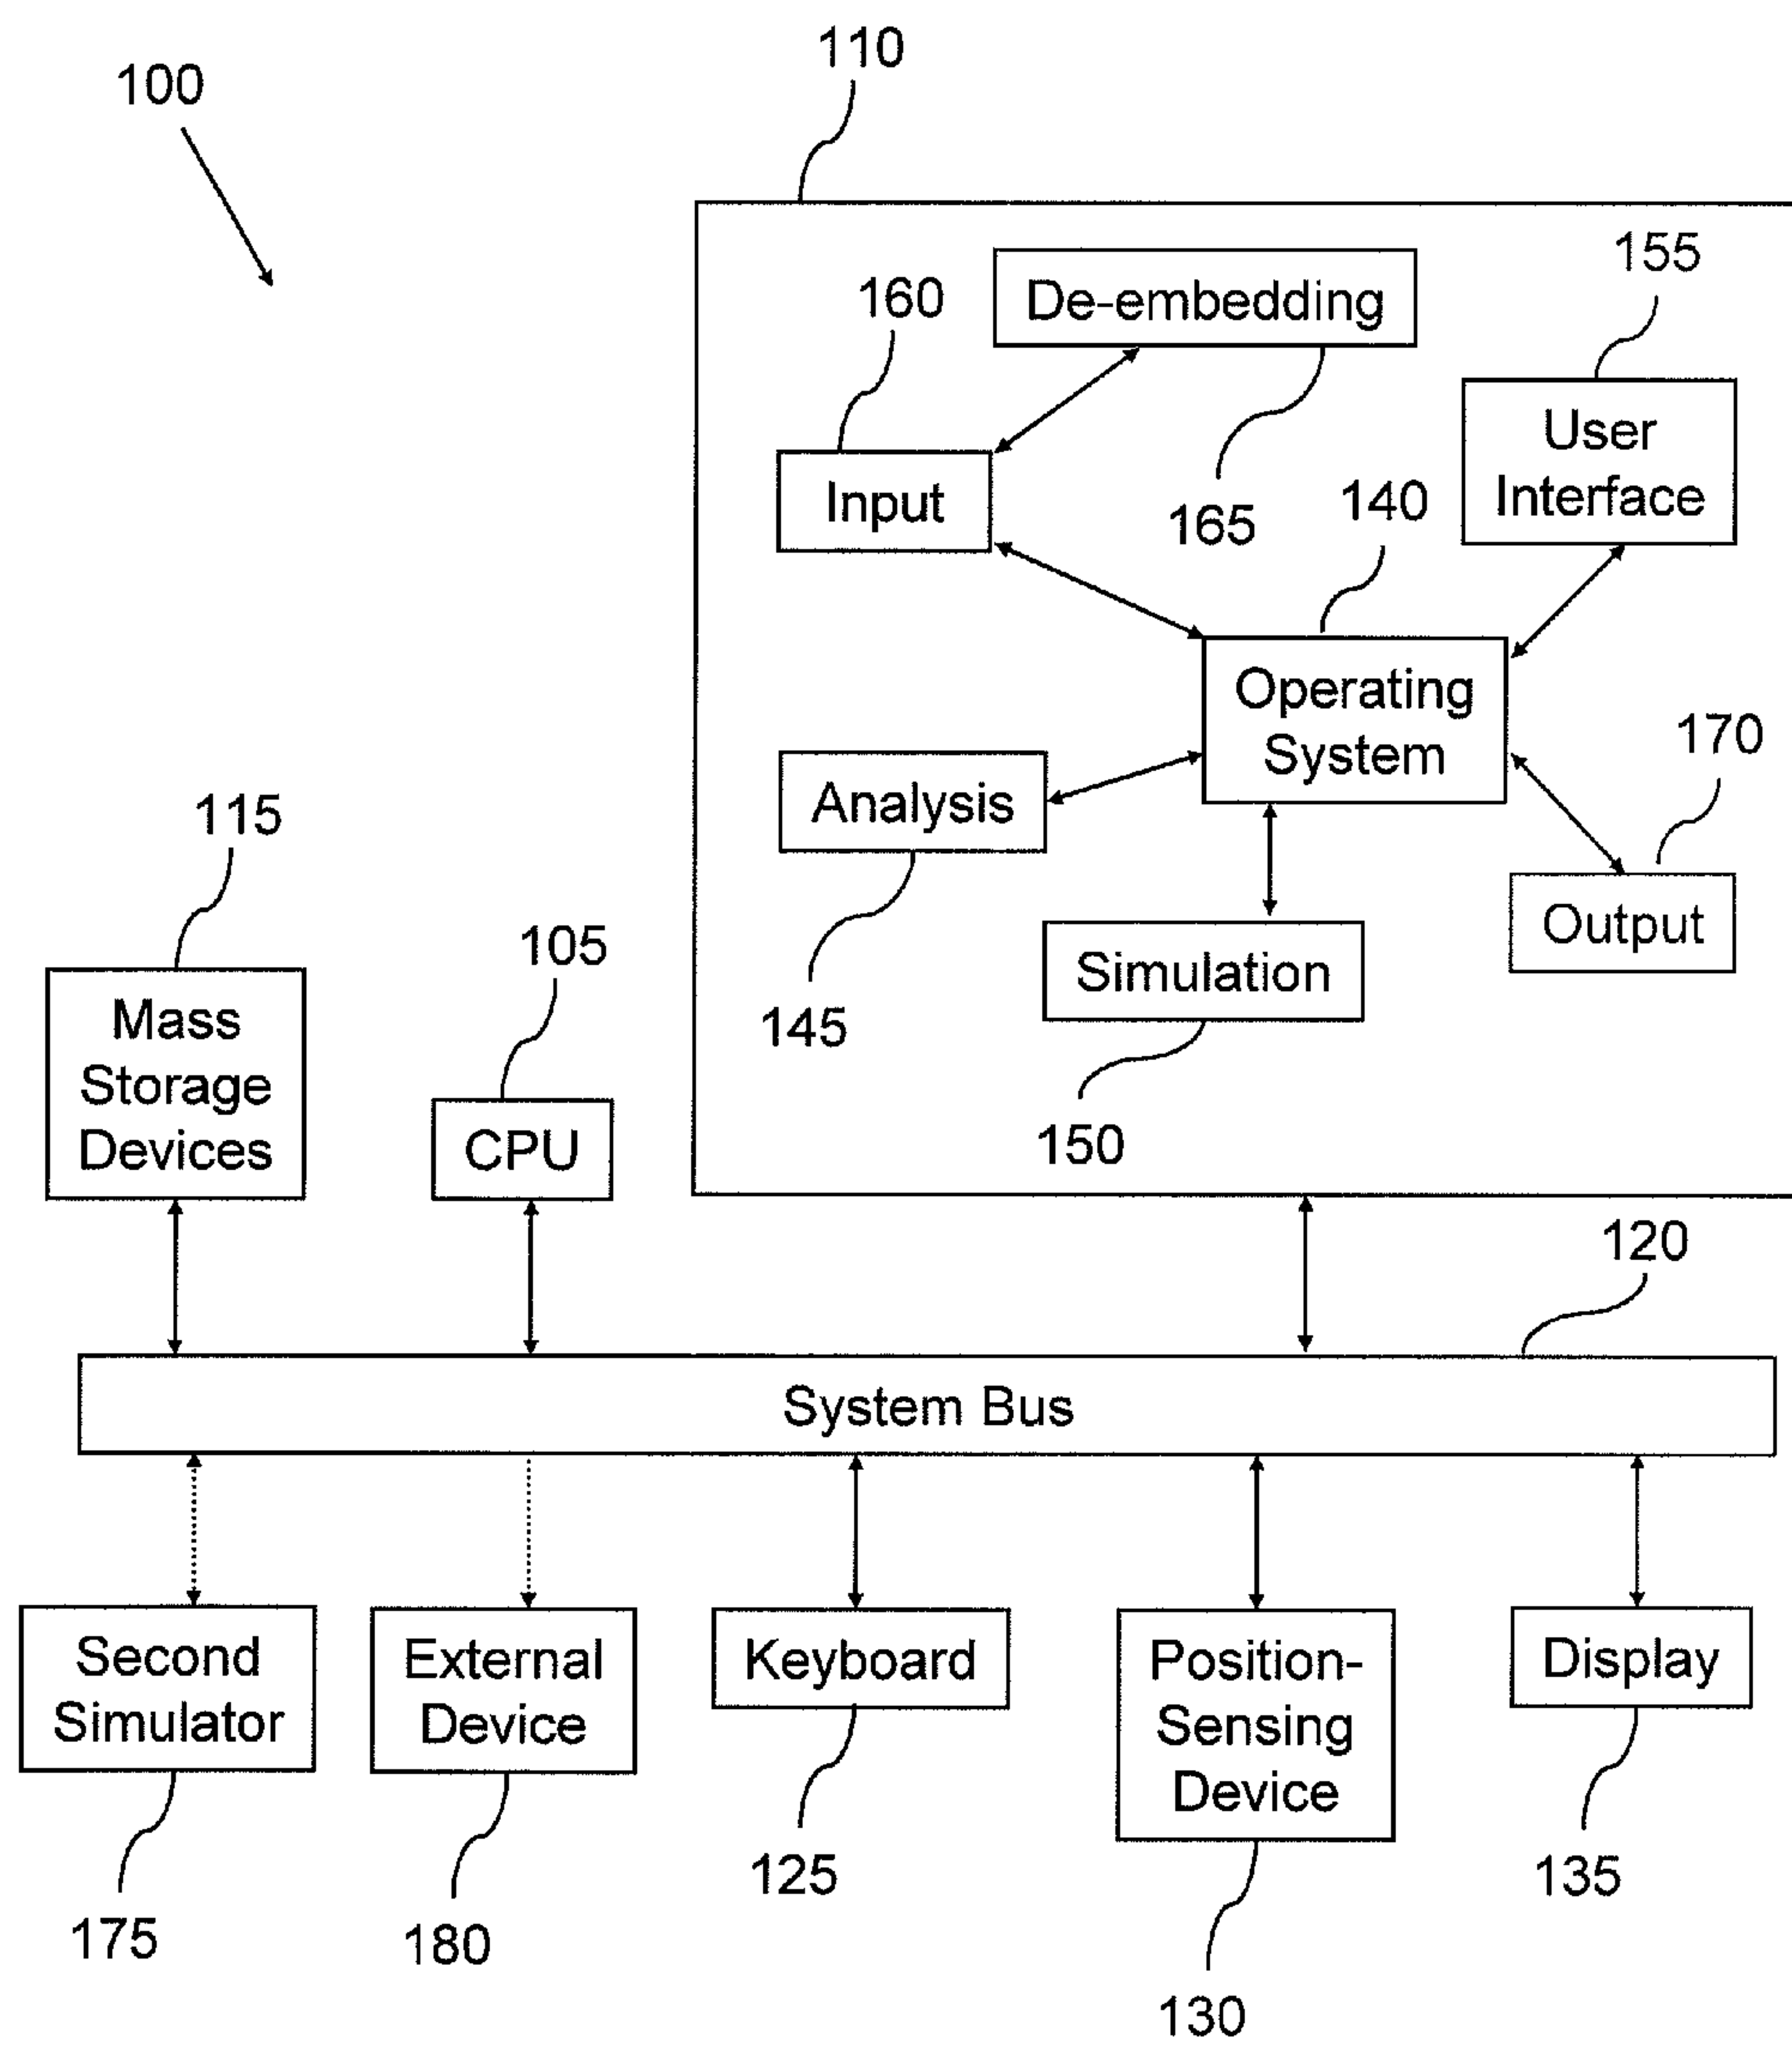 110
100
155
De-embedding
160
User
Interface
Input
140
165
Operating
System
170
Analysis
115
Output
105
Simulation
Mass
Storage
Devices
145
CPU
150
120
System Bus
Second
Simulator
External
Device
Keyboard
Position-
Sensing
Device
Display
125
135
175
180
130